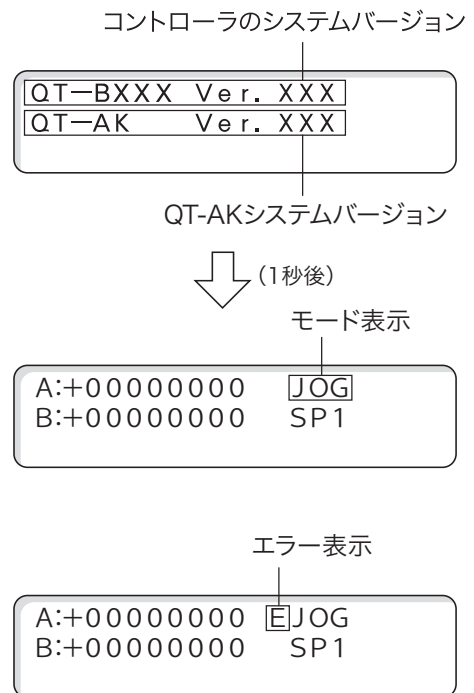 コントローラのシステムバージョン
QT-BXXX Ver. XXX
QT-AK Ver. XXX
QT-AKシステムバージョン
(1秒後)
モード表示
A:+00000000 JOG
B:+00000000 SP1
エラー表示
A:+00000000 EJOG
B:+00000000 SP1